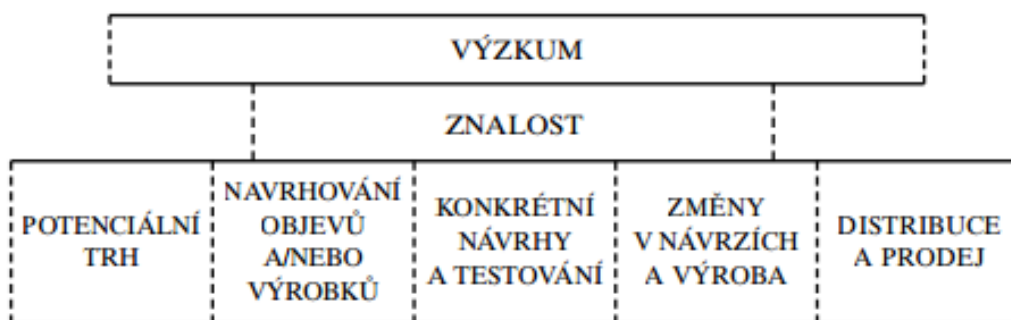 VÝZKUM
ZNALOST
POTENCIÁLNÍ
TRH
NAVRHOVÁNÍ
OBJEVŮ
A/NEBO
VÝROBKŮ
KONKRÉTNÍ
NÁVRHY
A TESTOVÁNÍ
ZMĚNY
V NÁVRZÍCH
A VÝROBA
DISTRIBUCE
A PRODEJ